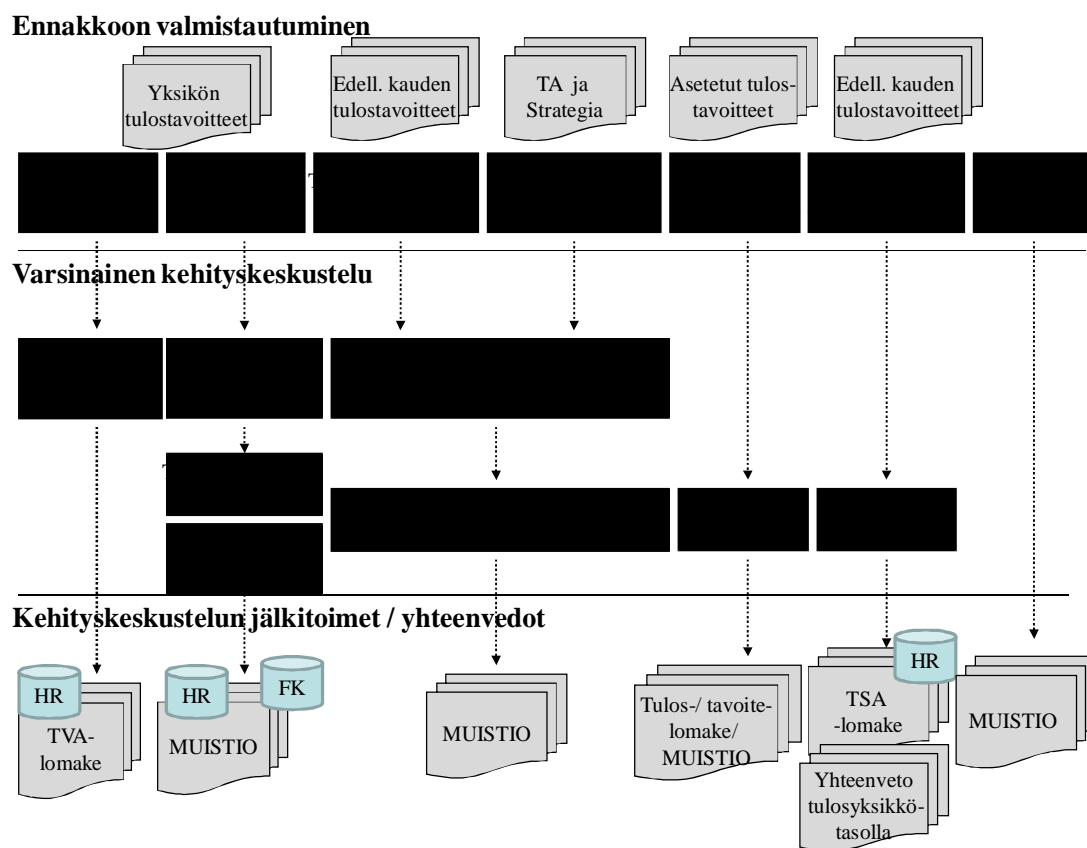 Ennakkoon valmistautuminen
Yksikön
tulostavoitteet
Edell. kauden
tulostavoitteet
TA ja
Strategia
Asetetut tulos-
tavoitteet
Edell. kauden
tulostavoitteet
Varsinainen kehityskeskustelu
Kehityskeskustelun jälkitoimet / yhteenvedot
HR
TVA-
lomake
HR
FK
MUISTIO
MUISTIO
Tulos-/ tavoite-
lomake/
MUISTIO
HR
TSA
-lomake
Yhteenveto
tulosyksikkö-
tasolla
MUISTIO